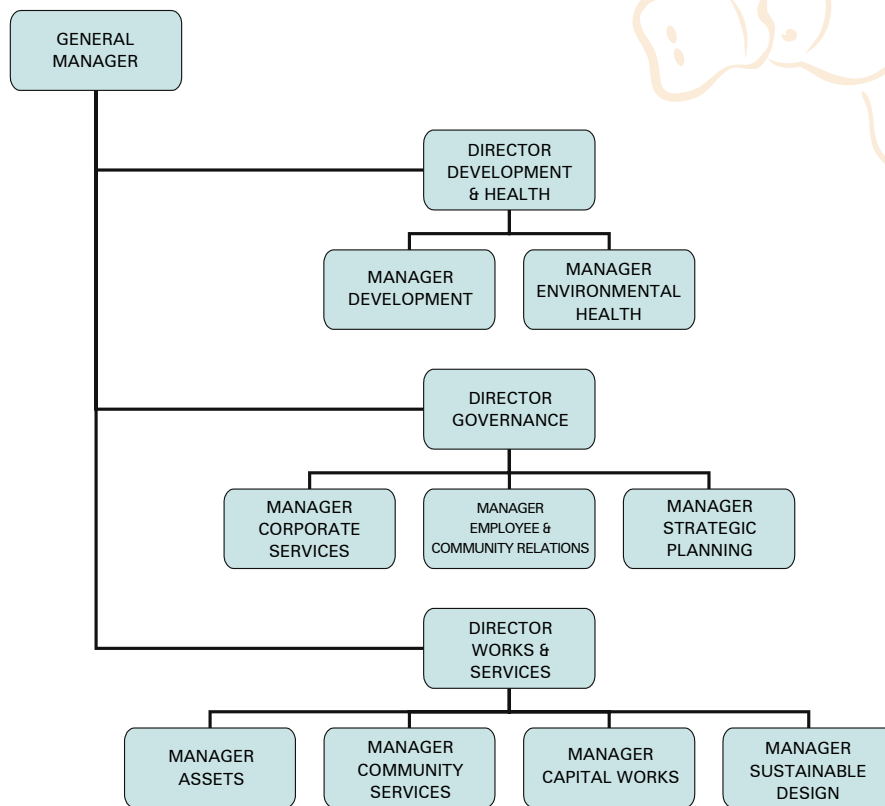 GENERAL
MANAGER
DIRECTOR
DEVELOPMENT
& HEALTH
MANAGER
DEVELOPMENT
MANAGER
ENVIRONMENTAL
HEALTH
DIRECTOR
GOVERNANCE
MANAGER
CORPORATE
SERVICES
MANAGER
EMPLOYEE &
COMMUNITY RELATIONS
MANAGER
STRATEGIC
PLANNING
DIRECTOR
WORKS &
SERVICES
MANAGER
ASSETS
MANAGER
COMMUNITY
SERVICES
MANAGER
CAPITAL WORKS
MANAGER
SUSTAINABLE
DESIGN